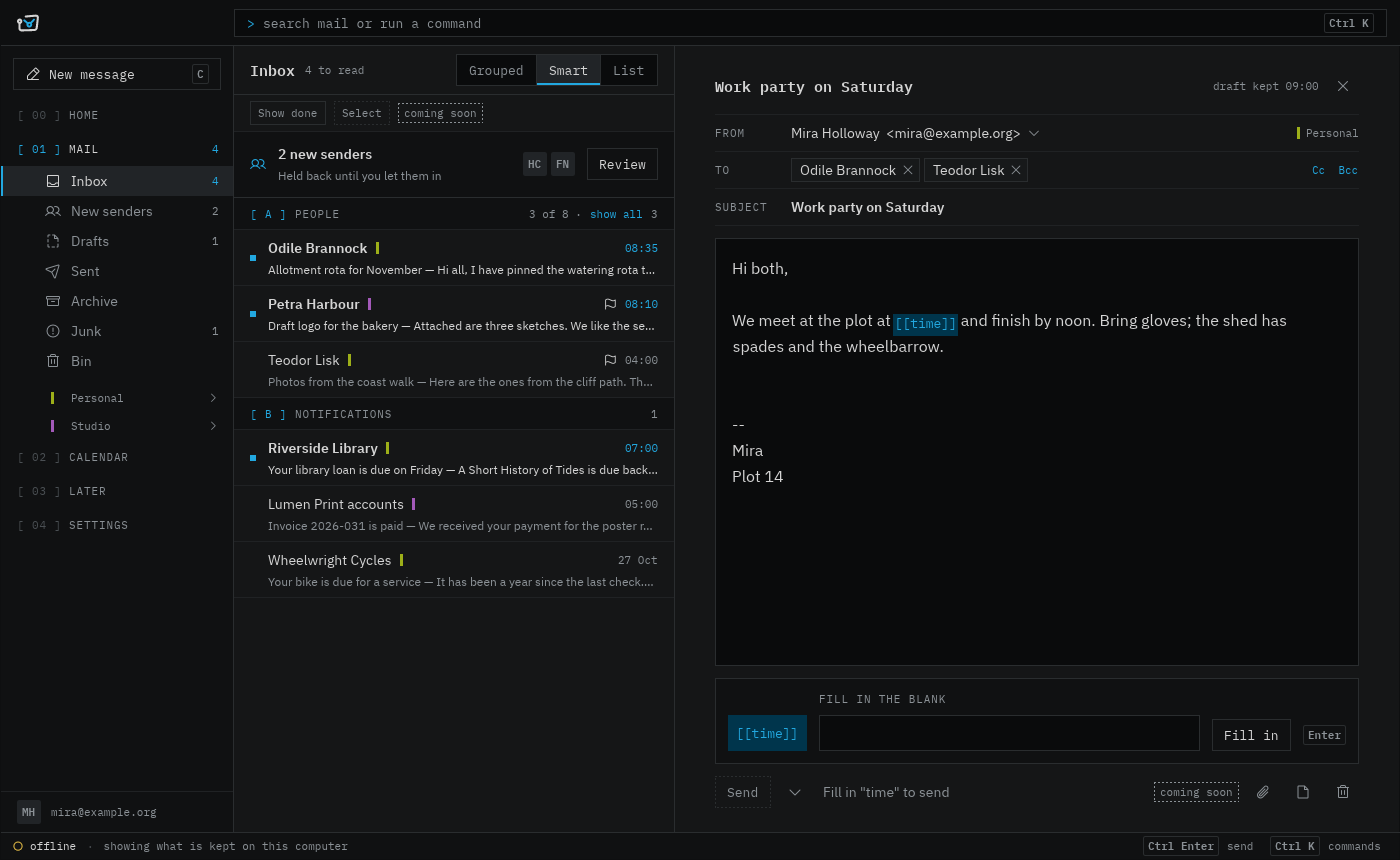 > search mail or run a command
Ctrl K
New message
C
[ 00 ] HOME
[ 01 ] MAIL 4
Inbox 4
New senders 2
Drafts 1
Sent
Archive
Junk 1
Bin
Personal
Studio
[ 02 ] CALENDAR
[ 03 ] LATER
[ 04 ] SETTINGS
MH mira@example.org
Inbox 4 to read
Grouped Smart List
Show done Select coming soon
2 new senders
Held back until you let them in
HC FN Review
[ A ] PEOPLE 3 of 8 · show all 3
Odile Brannock 08:35
Allotment rota for November — Hi all, I have pinned the watering rota t…
Petra Harbour 08:10
Draft logo for the bakery — Attached are three sketches. We like the se…
Teodor Lisk 04:00
Photos from the coast walk — Here are the ones from the cliff path. Th…
[ B ] NOTIFICATIONS 1
Riverside Library 07:00
Your library loan is due on Friday — A Short History of Tides is due back…
Lumen Print accounts 05:00
Invoice 2026-031 is paid — We received your payment for the poster r…
Wheelwright Cycles 27 Oct
Your bike is due for a service — It has been a year since the last check.…
Work party on Saturday draft kept 09:00
FROM Mira Holloway <mira@example.org> Personal
TO Odile Brannock Teodor Lisk Cc Bcc
SUBJECT Work party on Saturday
Hi both,
We meet at the plot at [[time]] and finish by noon. Bring gloves; the shed has
spades and the wheelbarrow.
--
Mira
Plot 14
FILL IN THE BLANK
[[time]] Fill in Enter
Send Fill in "time" to send coming soon
offline · showing what is kept on this computer
Ctrl Enter send Ctrl K commands